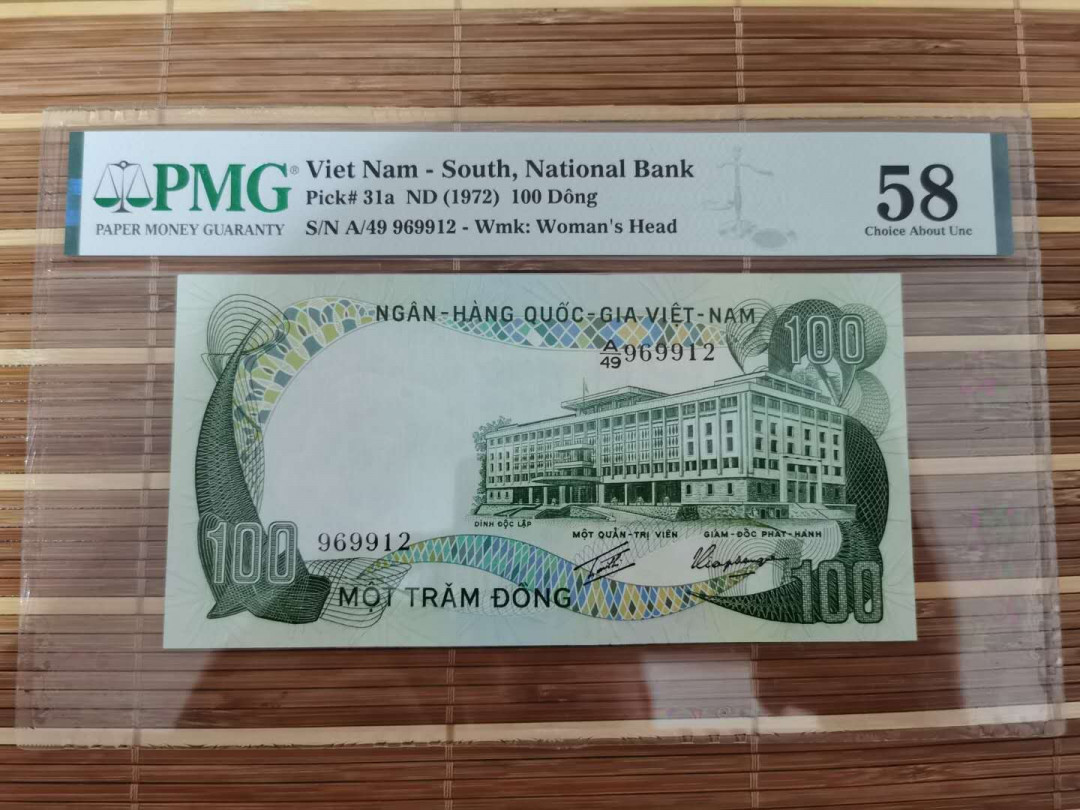 PMG®
PAPER MONEY GUARANTY
Viet Nam - South, National Bank
Pick# 31a ND (1972) 100 Dông
S/N A/49 969912 - Wmk: Woman's Head
58
Choice About Unc
NGÂN-HÀNG QUỐC-GIA VIỆT-NAM
100
A/49 969912
ĐINH ĐỘC LẬP
MỘT QUẢN-TRỊ VIÊN
GIÁM-ĐỐC PHÁT-HÀNH
100
969912
MỘT TRĂM ĐỒNG
100